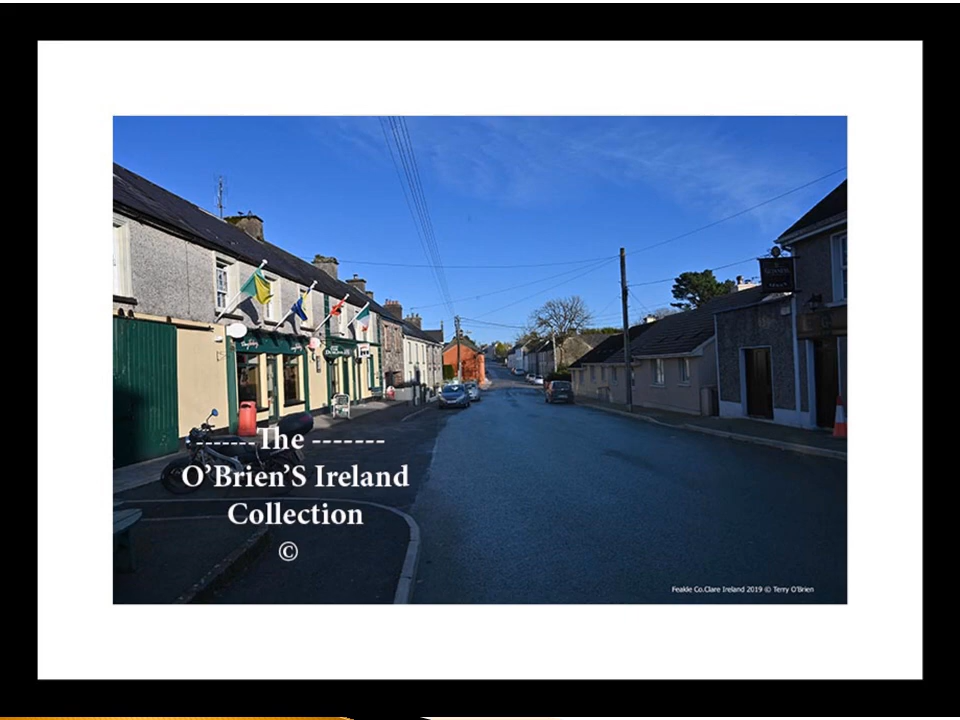 -------The -------
O’Brien’S Ireland
Collection
©
Feakle Co.Clare Ireland 2019 © Terry O'Brien